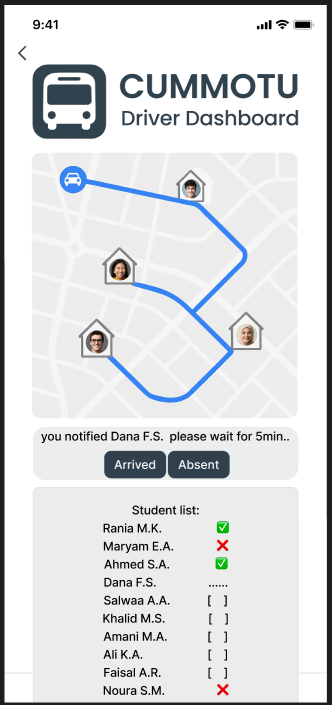 9:41
CUMMOTU
Driver Dashboard
you notified Dana F.S. please wait for 5min..
Arrived Absent
Student list:
Rania M.K. ✅
Maryam E.A. ❌
Ahmed S.A. ✅
Dana F.S. ......
Salwaa A.A. [ ]
Khalid M.S. [ ]
Amani M.A. [ ]
Ali K.A. [ ]
Faisal A.R. [ ]
Noura S.M. ❌